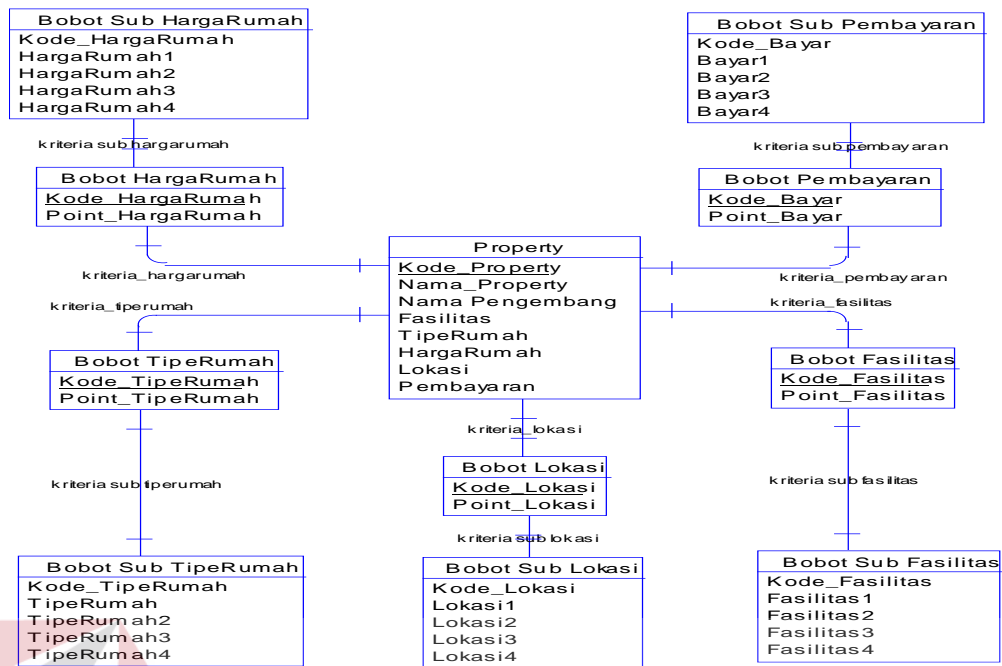 Bobot Sub HargaRumah
Kode_HargaRumah
HargaRumah1
HargaRumah2
HargaRumah3
HargaRumah4
kriteria sub hargarumah
Bobot HargaRumah
Kode_HargaRumah
Point_HargaRumah
kriteria_hargarumah
Bobot Sub Pembayaran
Kode_Bayar
Bayar1
Bayar2
Bayar3
Bayar4
kriteria sub pembayaran
Bobot Pembayaran
Kode_Bayar
Point_Bayar
kriteria_pembayaran
Property
Kode_Property
Nama_Property
Nama Pengembang
Fasilitas
TipeRumah
HargaRumah
Lokasi
Pembayaran
kriteria_tiperumah
Bobot TipeRumah
Kode_TipeRumah
Point_TipeRumah
kriteria sub tiperumah
Bobot Sub TipeRumah
Kode_TipeRumah
TipeRumah
TipeRumah2
TipeRumah3
TipeRumah4
kriteria_lokasi
Bobot Lokasi
Kode_Lokasi
Point_Lokasi
kriteria sub lokasi
Bobot Sub Lokasi
Kode_Lokasi
Lokasi1
Lokasi2
Lokasi3
Lokasi4
kriteria_fasilitas
Bobot Fasilitas
Kode_Fasilitas
Point_Fasilitas
kriteria sub fasilitas
Bobot Sub Fasilitas
Kode_Fasilitas
Fasilitas1
Fasilitas2
Fasilitas3
Fasilitas4